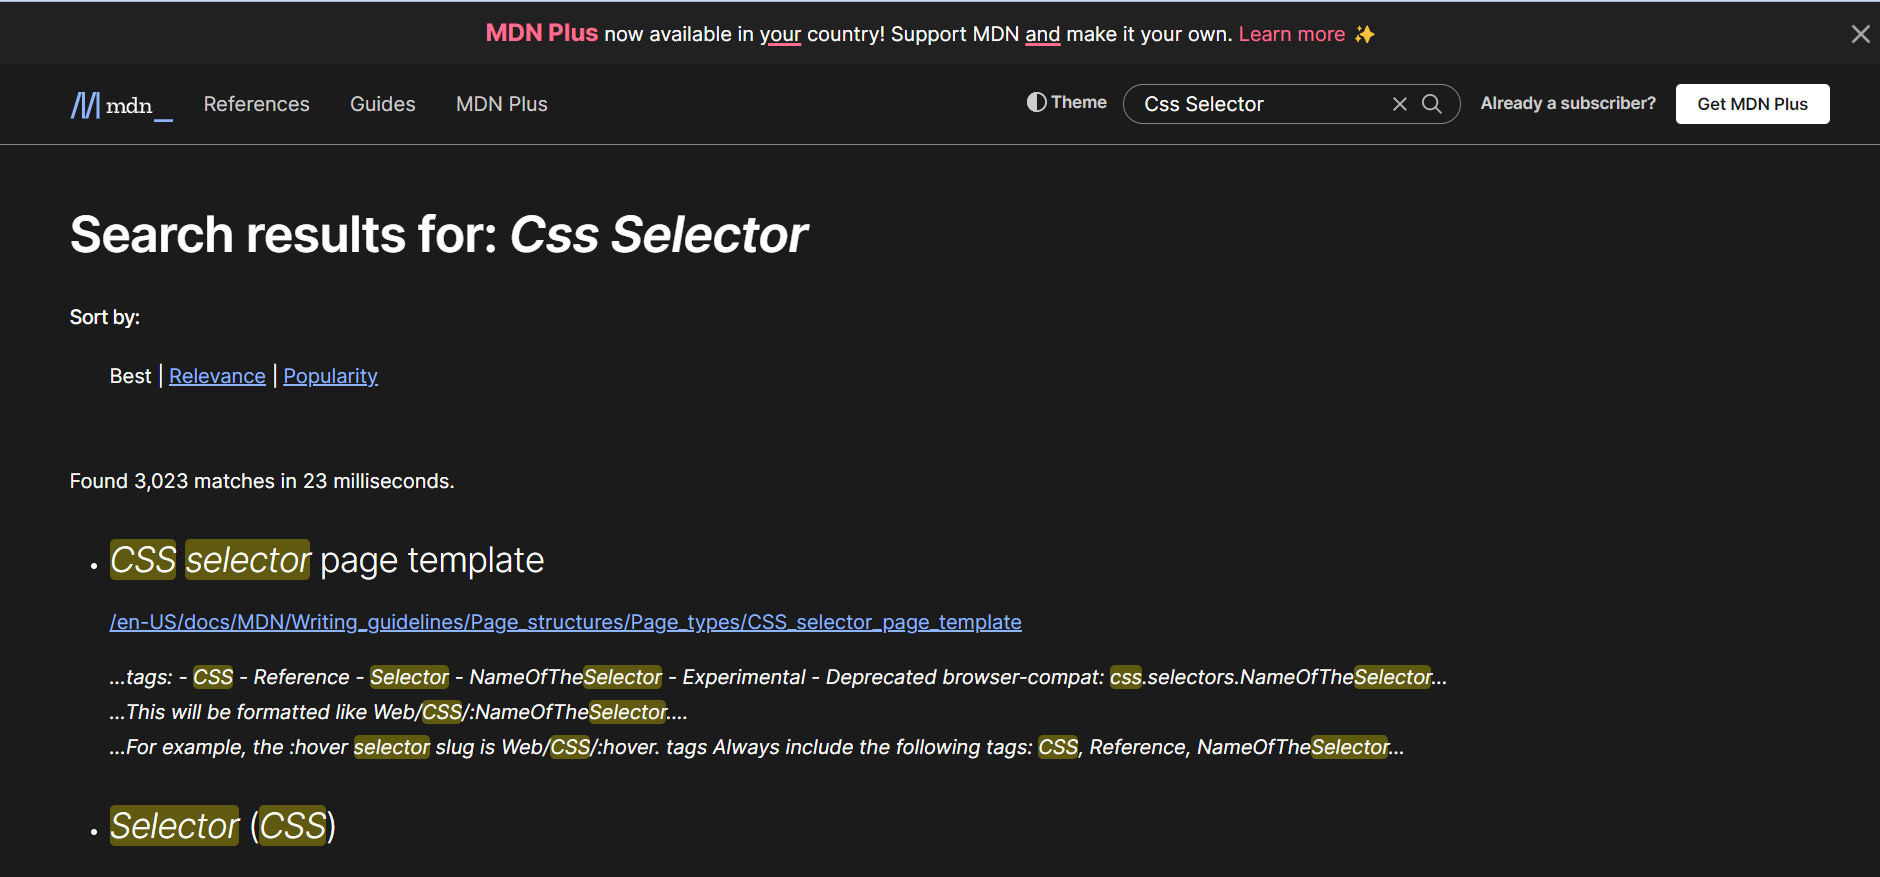 MDN Plus now available in your country! Support MDN and make it your own. Learn more ✨
mdn_ References Guides MDN Plus Theme Css Selector Already a subscriber? Get MDN Plus
Search results for: Css Selector
Sort by:
Best | Relevance | Popularity
Found 3,023 matches in 23 milliseconds.
• CSS selector page template
/en-US/docs/MDN/Writing_guidelines/Page_structures/Page_types/CSS_selector_page_template
…tags: - CSS - Reference - Selector - NameOfTheSelector - Experimental - Deprecated browser-compat: css.selectors.NameOfTheSelector…
…This will be formatted like Web/CSS/:NameOfTheSelector.…
…For example, the :hover selector slug is Web/CSS/:hover. tags Always include the following tags: CSS, Reference, NameOfTheSelector…
• Selector (CSS)